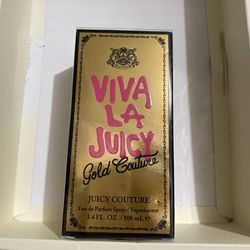 VIVA
LA
JUICY
Gold Couture
JUICY COUTURE
Eau de Parfum Spray / Vaporisateur
3.4 FL. OZ. / 100 mL e